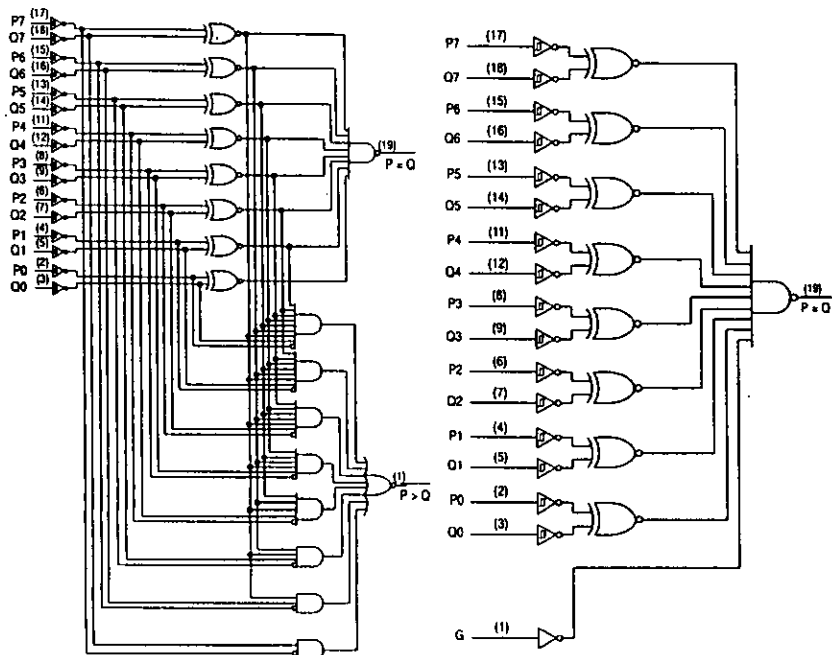 P7 (17)
Q7 (18)
P6 (15)
Q6 (16)
P5 (13)
Q5 (14)
P4 (11)
Q4 (12)
P3 (8)
Q3 (9)
P2 (6)
Q2 (7)
P1 (4)
Q1 (5)
P0 (2)
Q0 (3)
(19)
P = Q
(1)
P > Q
P7 (17)
Q7 (18)
P6 (15)
Q6 (16)
P5 (13)
Q5 (14)
P4 (11)
Q4 (12)
P3 (8)
Q3 (9)
P2 (6)
Q2 (7)
P1 (4)
Q1 (5)
P0 (2)
Q0 (3)
(19)
P = Q
G (1)